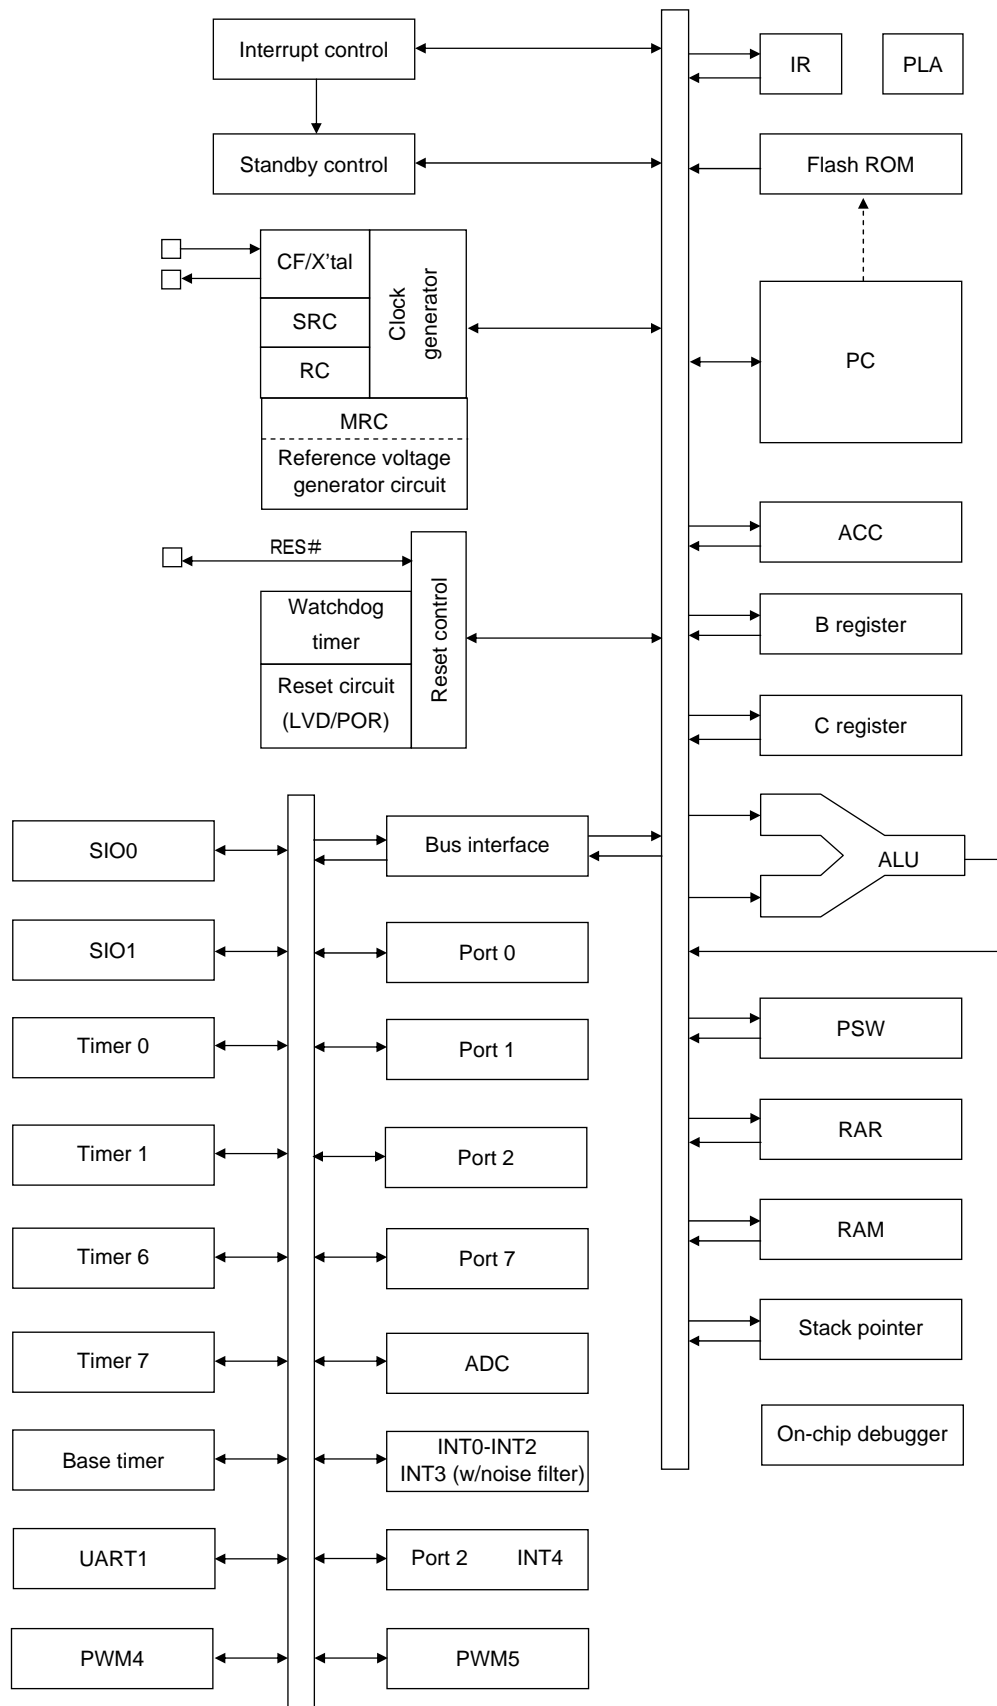 Interrupt control
IR
PLA
Standby control
Flash ROM
CF/X'tal
SRC
RC
Clock
generator
MRC
Reference voltage
generator circuit
PC
RES#
Watchdog
timer
Reset circuit
(LVD/POR)
Reset control
ACC
B register
C register
SIO0
Bus interface
ALU
SIO1
Port 0
Timer 0
Port 1
PSW
Timer 1
Port 2
RAR
Timer 6
Port 7
RAM
Timer 7
ADC
Stack pointer
Base timer
INT0-INT2
INT3 (w/noise filter)
On-chip debugger
UART1
Port 2 INT4
PWM4
PWM5